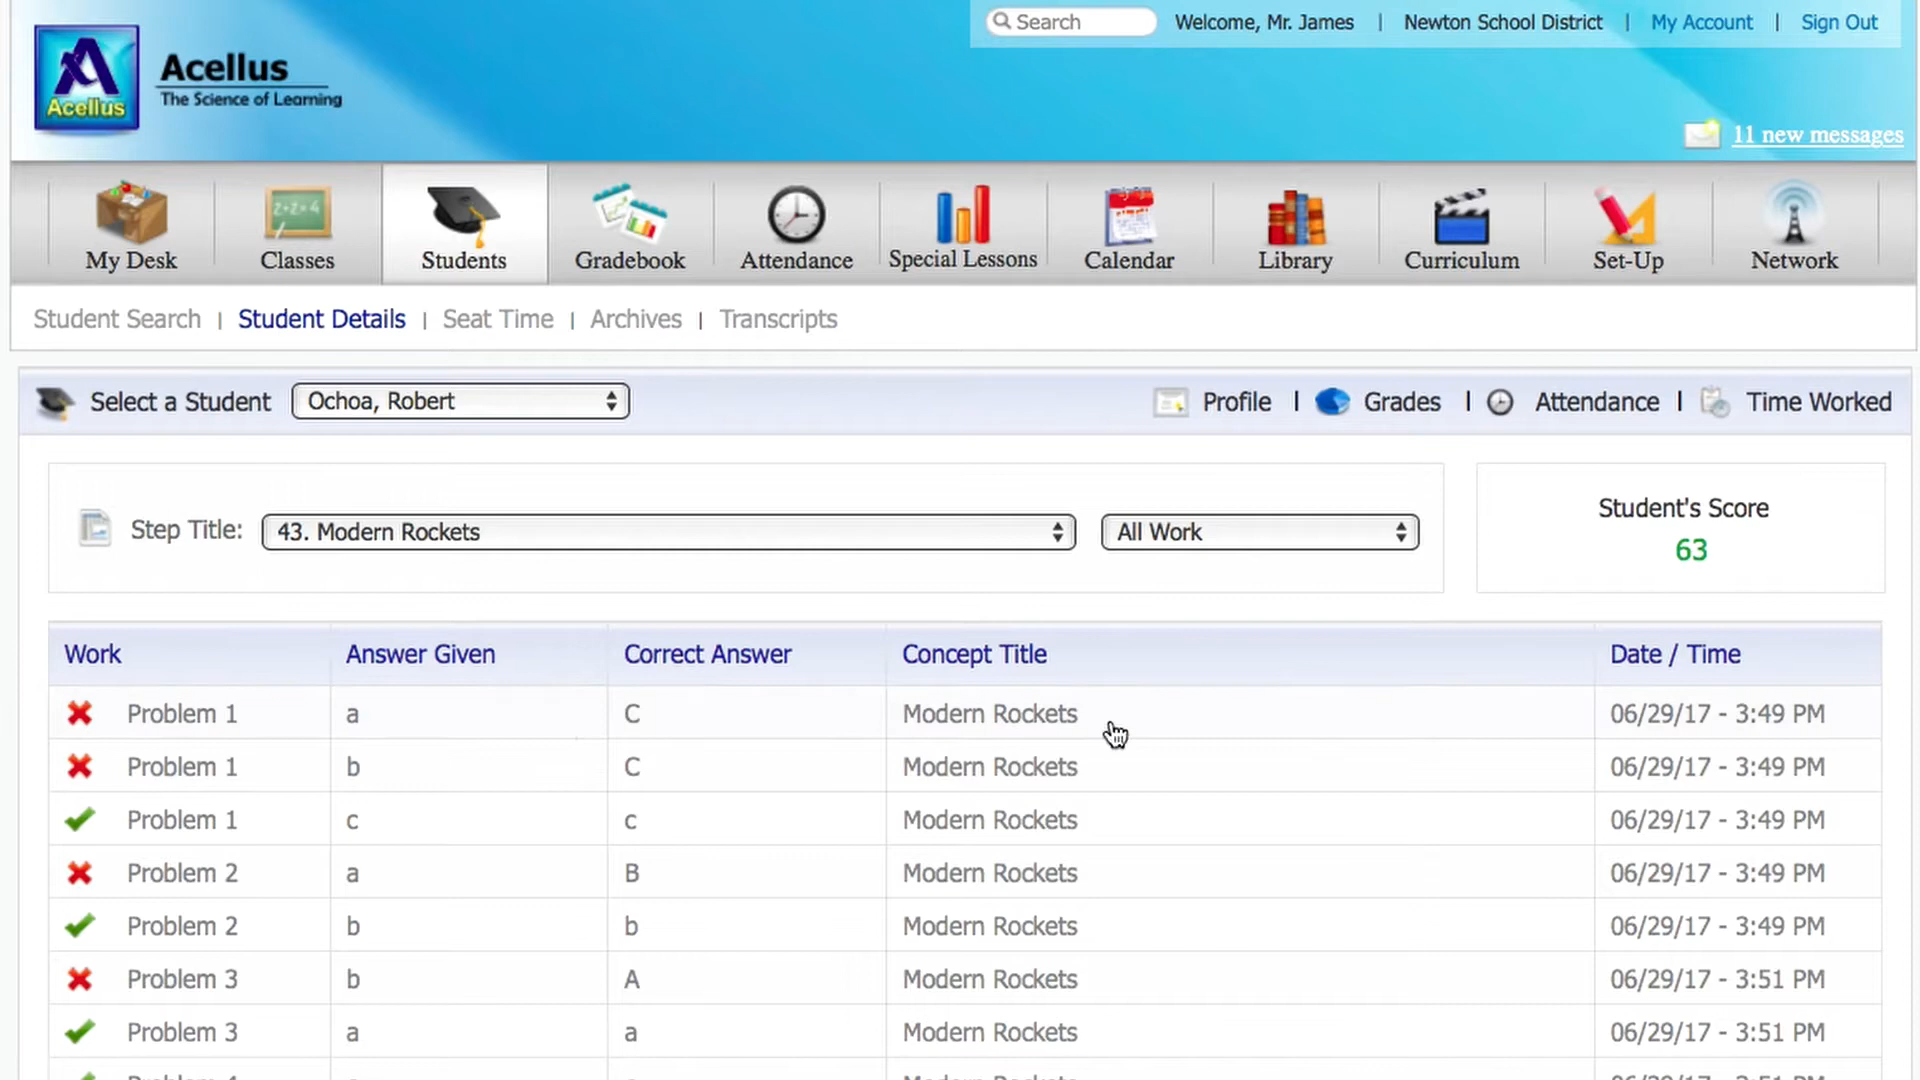 Search
Welcome, Mr. James | Newton School District | My Account | Sign Out
Acellus
Acellus
The Science of Learning
11 new messages
2+2=4
My Desk
Classes
Students
Gradebook
Attendance
Special Lessons
Calendar
Library
Curriculum
Set-Up
Network
Student Search | Student Details | Seat Time | Archives | Transcripts
Select a Student Ochoa, Robert
Profile | Grades | Attendance | Time Worked
Step Title: 43. Modern Rockets All Work
Student's Score
63
Work Answer Given Correct Answer Concept Title Date / Time
Problem 1 a C Modern Rockets 06/29/17 - 3:49 PM
Problem 1 b C Modern Rockets 06/29/17 - 3:49 PM
Problem 1 c c Modern Rockets 06/29/17 - 3:49 PM
Problem 2 a B Modern Rockets 06/29/17 - 3:49 PM
Problem 2 b b Modern Rockets 06/29/17 - 3:49 PM
Problem 3 b A Modern Rockets 06/29/17 - 3:51 PM
Problem 3 a a Modern Rockets 06/29/17 - 3:51 PM